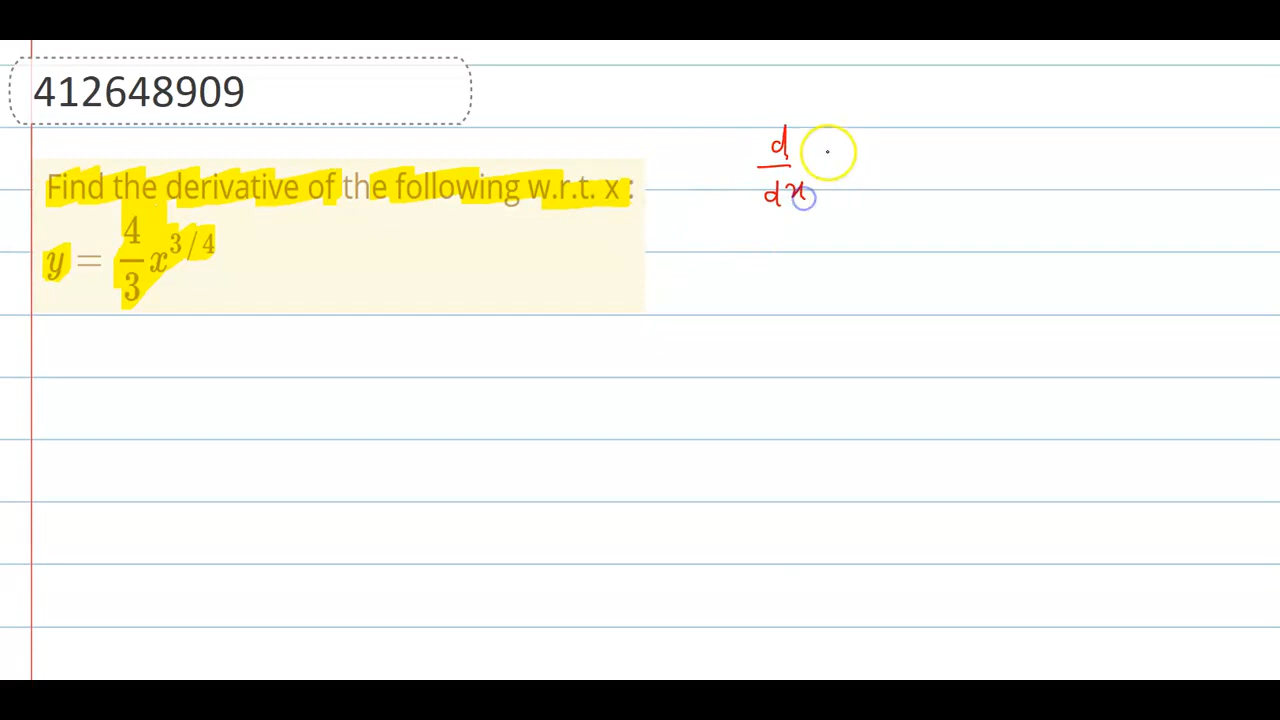 412648909
Find the derivative of the following w.r.t. x :
y = 4/3 x^{3/4}
d/dx